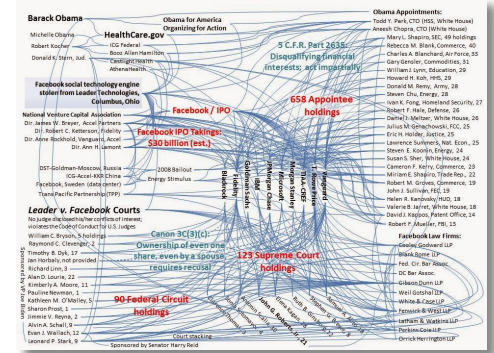 Barack Obama
Michelle Obama
Robert Kocher
Donald K. Stern, Jud.
HealthCare.gov
ICG Federal
Booz Allen Hamilton
Castlight Health
AthenaHealth
Obama for America
Organizing for Action
5 C.F.R. Part 2635:
Disqualifying financial
interests; act impartially
Facebook social technology engine
stolen from Leader Technologies,
Columbus, Ohio
National Venture Capital Association
Dir. James W. Breyer, Accel Partners
Dir. Robert C. Ketterson, Fidelity
Dir. Anne Rockhold, Vanguard, Accel
Dir. Ann H. Lamont
Facebook / IPO
Facebook IPO Takings:
$30 billion (est.)
658 Appointee
holdings
DST-Goldman-Moscow, Russia
ICG-Accel-KKR China
Facebook, Sweden (data center)
Trans Pacific Partnership (TPP)
2008 Bailout
Energy Stimulus
Blackrock
Fidelity
Goldman Sachs
IBM
JPMorgan Chase
Microsoft
Morgan Stanley
TIAA-CREF
T. Rowe Price
Vanguard
Leader v. Facebook Courts
No judge disclosed his/her conflicts of interest;
violates the Code of Conduct for U.S. Judges
William C. Bryson, 5 holdings
Raymond C. Clevenger, 2
Timothy B. Dyk, 17
Jan Horbaly, not provided
Richard Linn, 3
Alan D. Lourie, 22
Kimberly A. Moore, 11
Pauline Newman, 1
Kathleen M. O'Malley, 5
Sharon Prost, 1
Jimmie V. Reyna, 2
Alvin A. Schall, 9
Evan J. Wallach, 12
Leonard P. Stark, 9
Sponsored by VP Joe Biden
Canon 3C(3)(c):
Ownership of even one
share, even by a spouse,
requires recusal
123 Supreme Court
holdings
90 Federal Circuit
holdings
Court stacking
Sponsored by Senator Harry Reid
John G. Roberts, Jr. - 21
Obama Appointments:
Todd Y. Park, CTO (HSS, White House)
Aneesh Chopra, CTO (White House)
Mary L. Shapiro, SEC, 49 holdings
Rebecca M. Blank, Commerce, 40
Charles A. Blanchard, Air Force, 33
Gary Gensler, Commodities, 31
William J. Lynn, Education, 29
Howard H. Koh, HHS, 29
Donald M. Remy, Army, 28
Steven Chu, Energy, 28
Ivan K. Fong, Homeland Security, 27
Robert F. Hale, Defense, 26
Daniel J. Meltzer, White House, 26
Julius M. Genachowski, FCC, 25
Eric H. Holder, Justice, 25
Lawrence Summers, Nat. Econ., 25
Steven E. Koonin, Energy, 24
Susan S. Sher, White House, 24
Cameron F. Kerry, Commerce, 29
Miriam E. Shapiro, Trade Rep., 22
Robert M. Groves, Commerce, 19
John J. Sullivan, FEC, 19
Helen R. Kanovsky, HUD, 18
Valerie B. Jarret, White House, 18
David J. Kappos, Patent Office, 14
Robert F. Mueller, FBI, 13
Facebook Law Firms:
Cooley Godward LLP
Blank Rome LLP
Fed. Cir. Bar Assoc.
DC Bar Assoc.
Gibson Dunn LLP
Weil Gotshal LLP
White & Case LLP
Fenwick & West LLP
Latham & Watkins LLP
Perkins Coie LLP
Orrick Herrington LLP